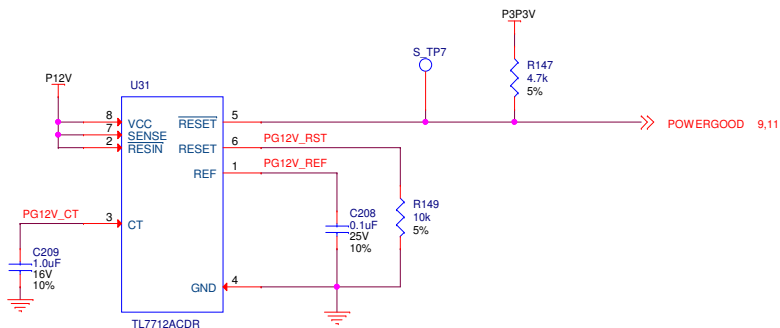 P3P3V
S_TP7
R147
4.7k
5%
P12V
U31
8 VCC
7 SENSE
2 RESIN
RESET 5
RESET 6
REF 1
PG12V_RST
PG12V_REF
POWERGOOD 9,11
PG12V_CT
3 CT
C209
1.0uF
16V
10%
C208
0.1uF
25V
10%
R149
10k
5%
GND 4
TL7712ACDR